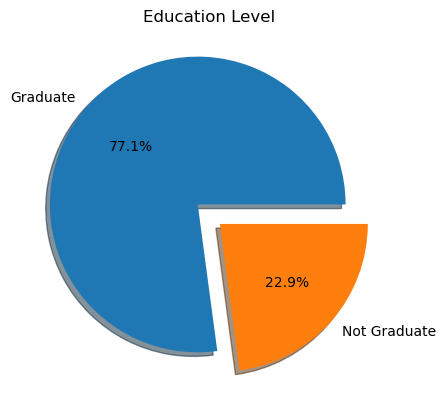 Education Level
Graduate
77.1%
22.9%
Not Graduate